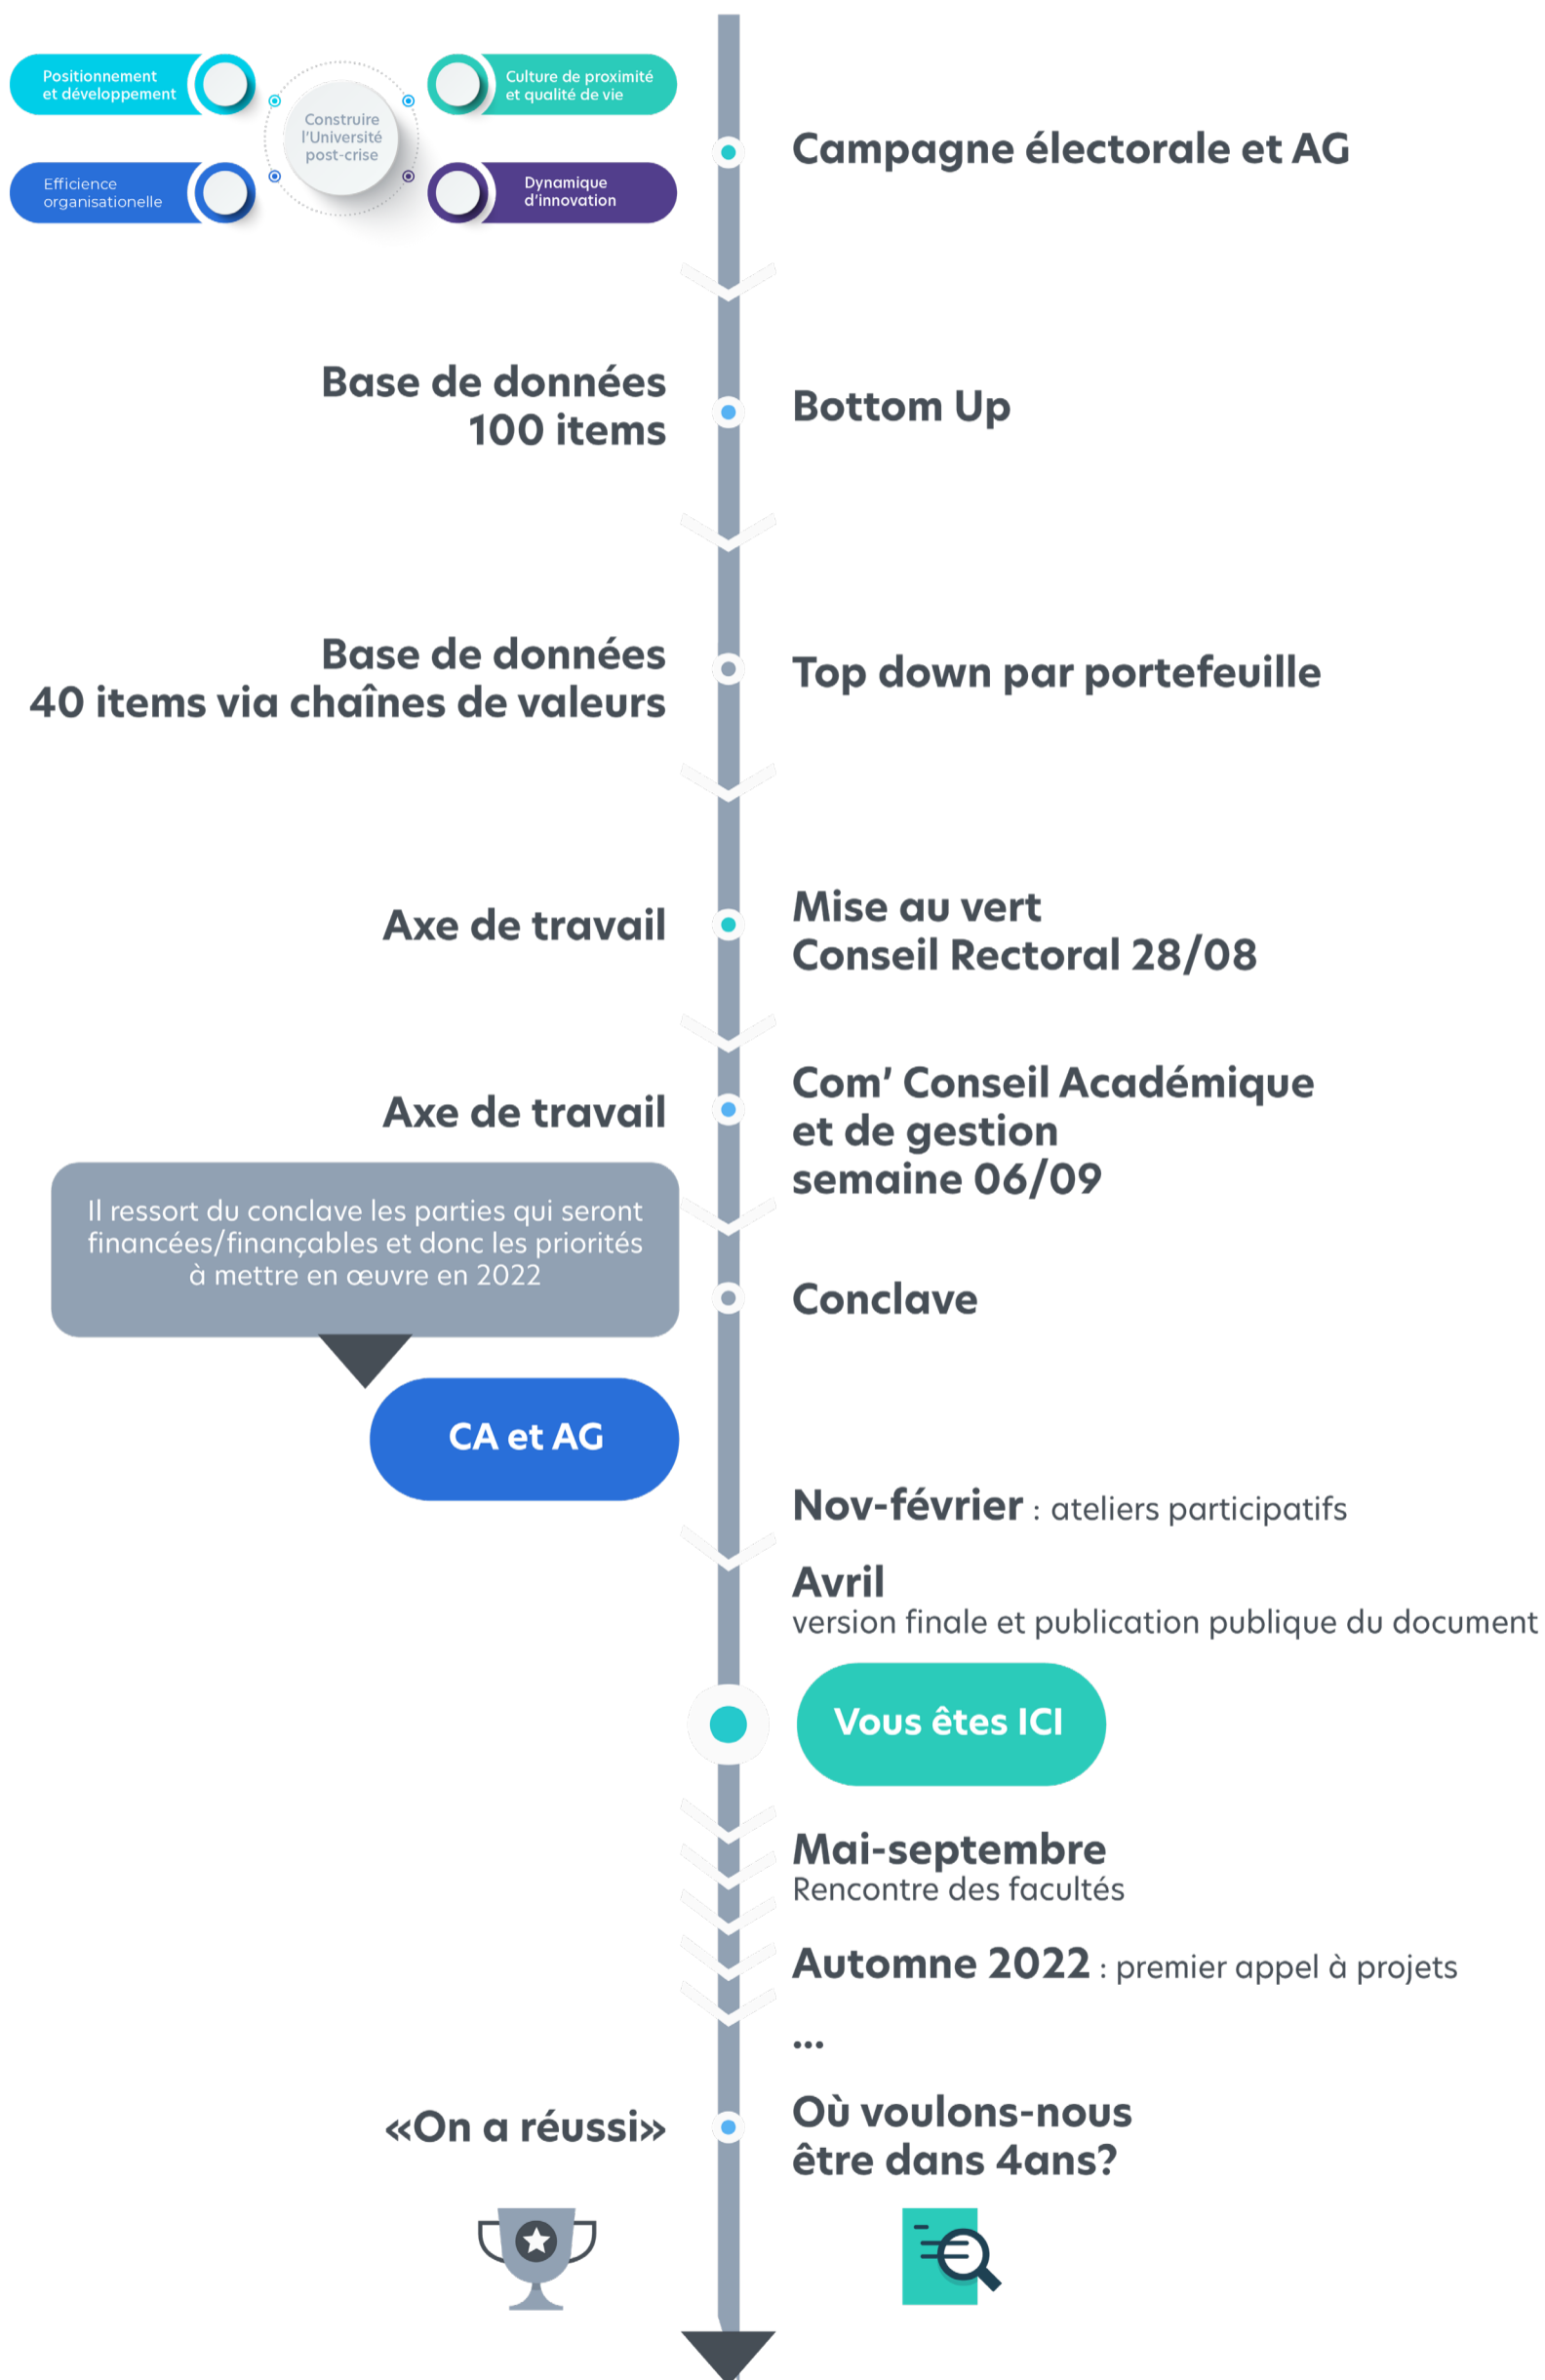 Positionnement
et développement
Culture de proximité
et qualité de vie
Construire
l'Université
post-crise
Efficience
organisationelle
Dynamique
d'innovation
Campagne électorale et AG
Base de données
100 items
Bottom Up
Base de données
40 items via chaînes de valeurs
Top down par portefeuille
Axe de travail
Mise au vert
Conseil Rectoral 28/08
Axe de travail
Com' Conseil Académique
et de gestion
semaine 06/09
Il ressort du conclave les parties qui seront
financées/finançables et donc les priorités
à mettre en œuvre en 2022
Conclave
CA et AG
Nov-février : ateliers participatifs
Avril
version finale et publication publique du document
Vous êtes ICI
Mai-septembre
Rencontre des facultés
Automne 2022 : premier appel à projets
...
«On a réussi»
Où voulons-nous
être dans 4ans?